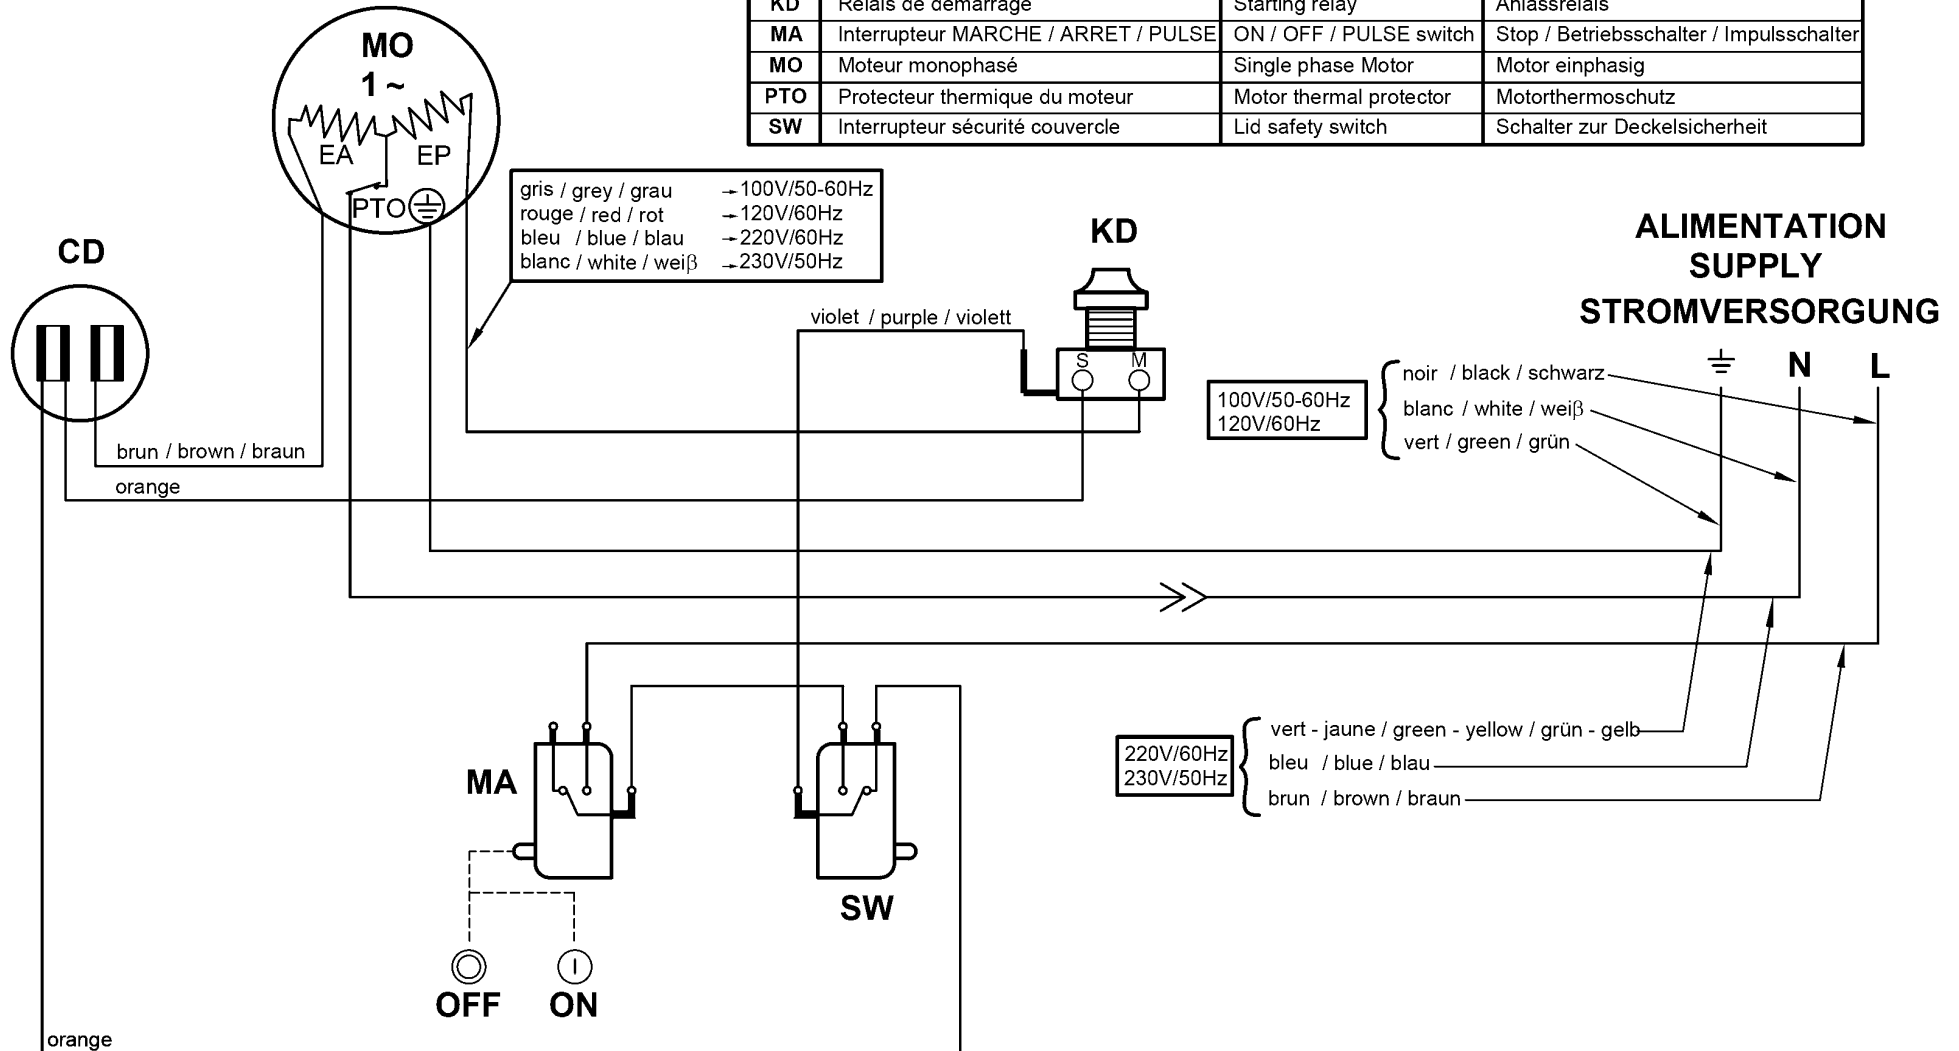 KD Relais de démarrage Starting relay Anlassrelais
MA Interrupteur MARCHE / ARRET / PULSE ON / OFF / PULSE switch Stop / Betriebsschalter / Impulsschalter
MO Moteur monophasé Single phase Motor Motor einphasig
PTO Protecteur thermique du moteur Motor thermal protector Motorthermoschutz
SW Interrupteur sécurité couvercle Lid safety switch Schalter zur Deckelsicherheit
MO
1 ~
EA EP
PTO
gris / grey / grau →100V/50-60Hz
rouge / red / rot →120V/60Hz
bleu / blue / blau →220V/60Hz
blanc / white / weiβ →230V/50Hz
CD
KD
S M
violet / purple / violett
ALIMENTATION
SUPPLY
STROMVERSORGUNG
N L
100V/50-60Hz
120V/60Hz
noir / black / schwarz
blanc / white / weiβ
vert / green / grün
brun / brown / braun
orange
MA
SW
220V/60Hz
230V/50Hz
vert - jaune / green - yellow / grün - gelb
bleu / blue / blau
brun / brown / braun
OFF ON
orange